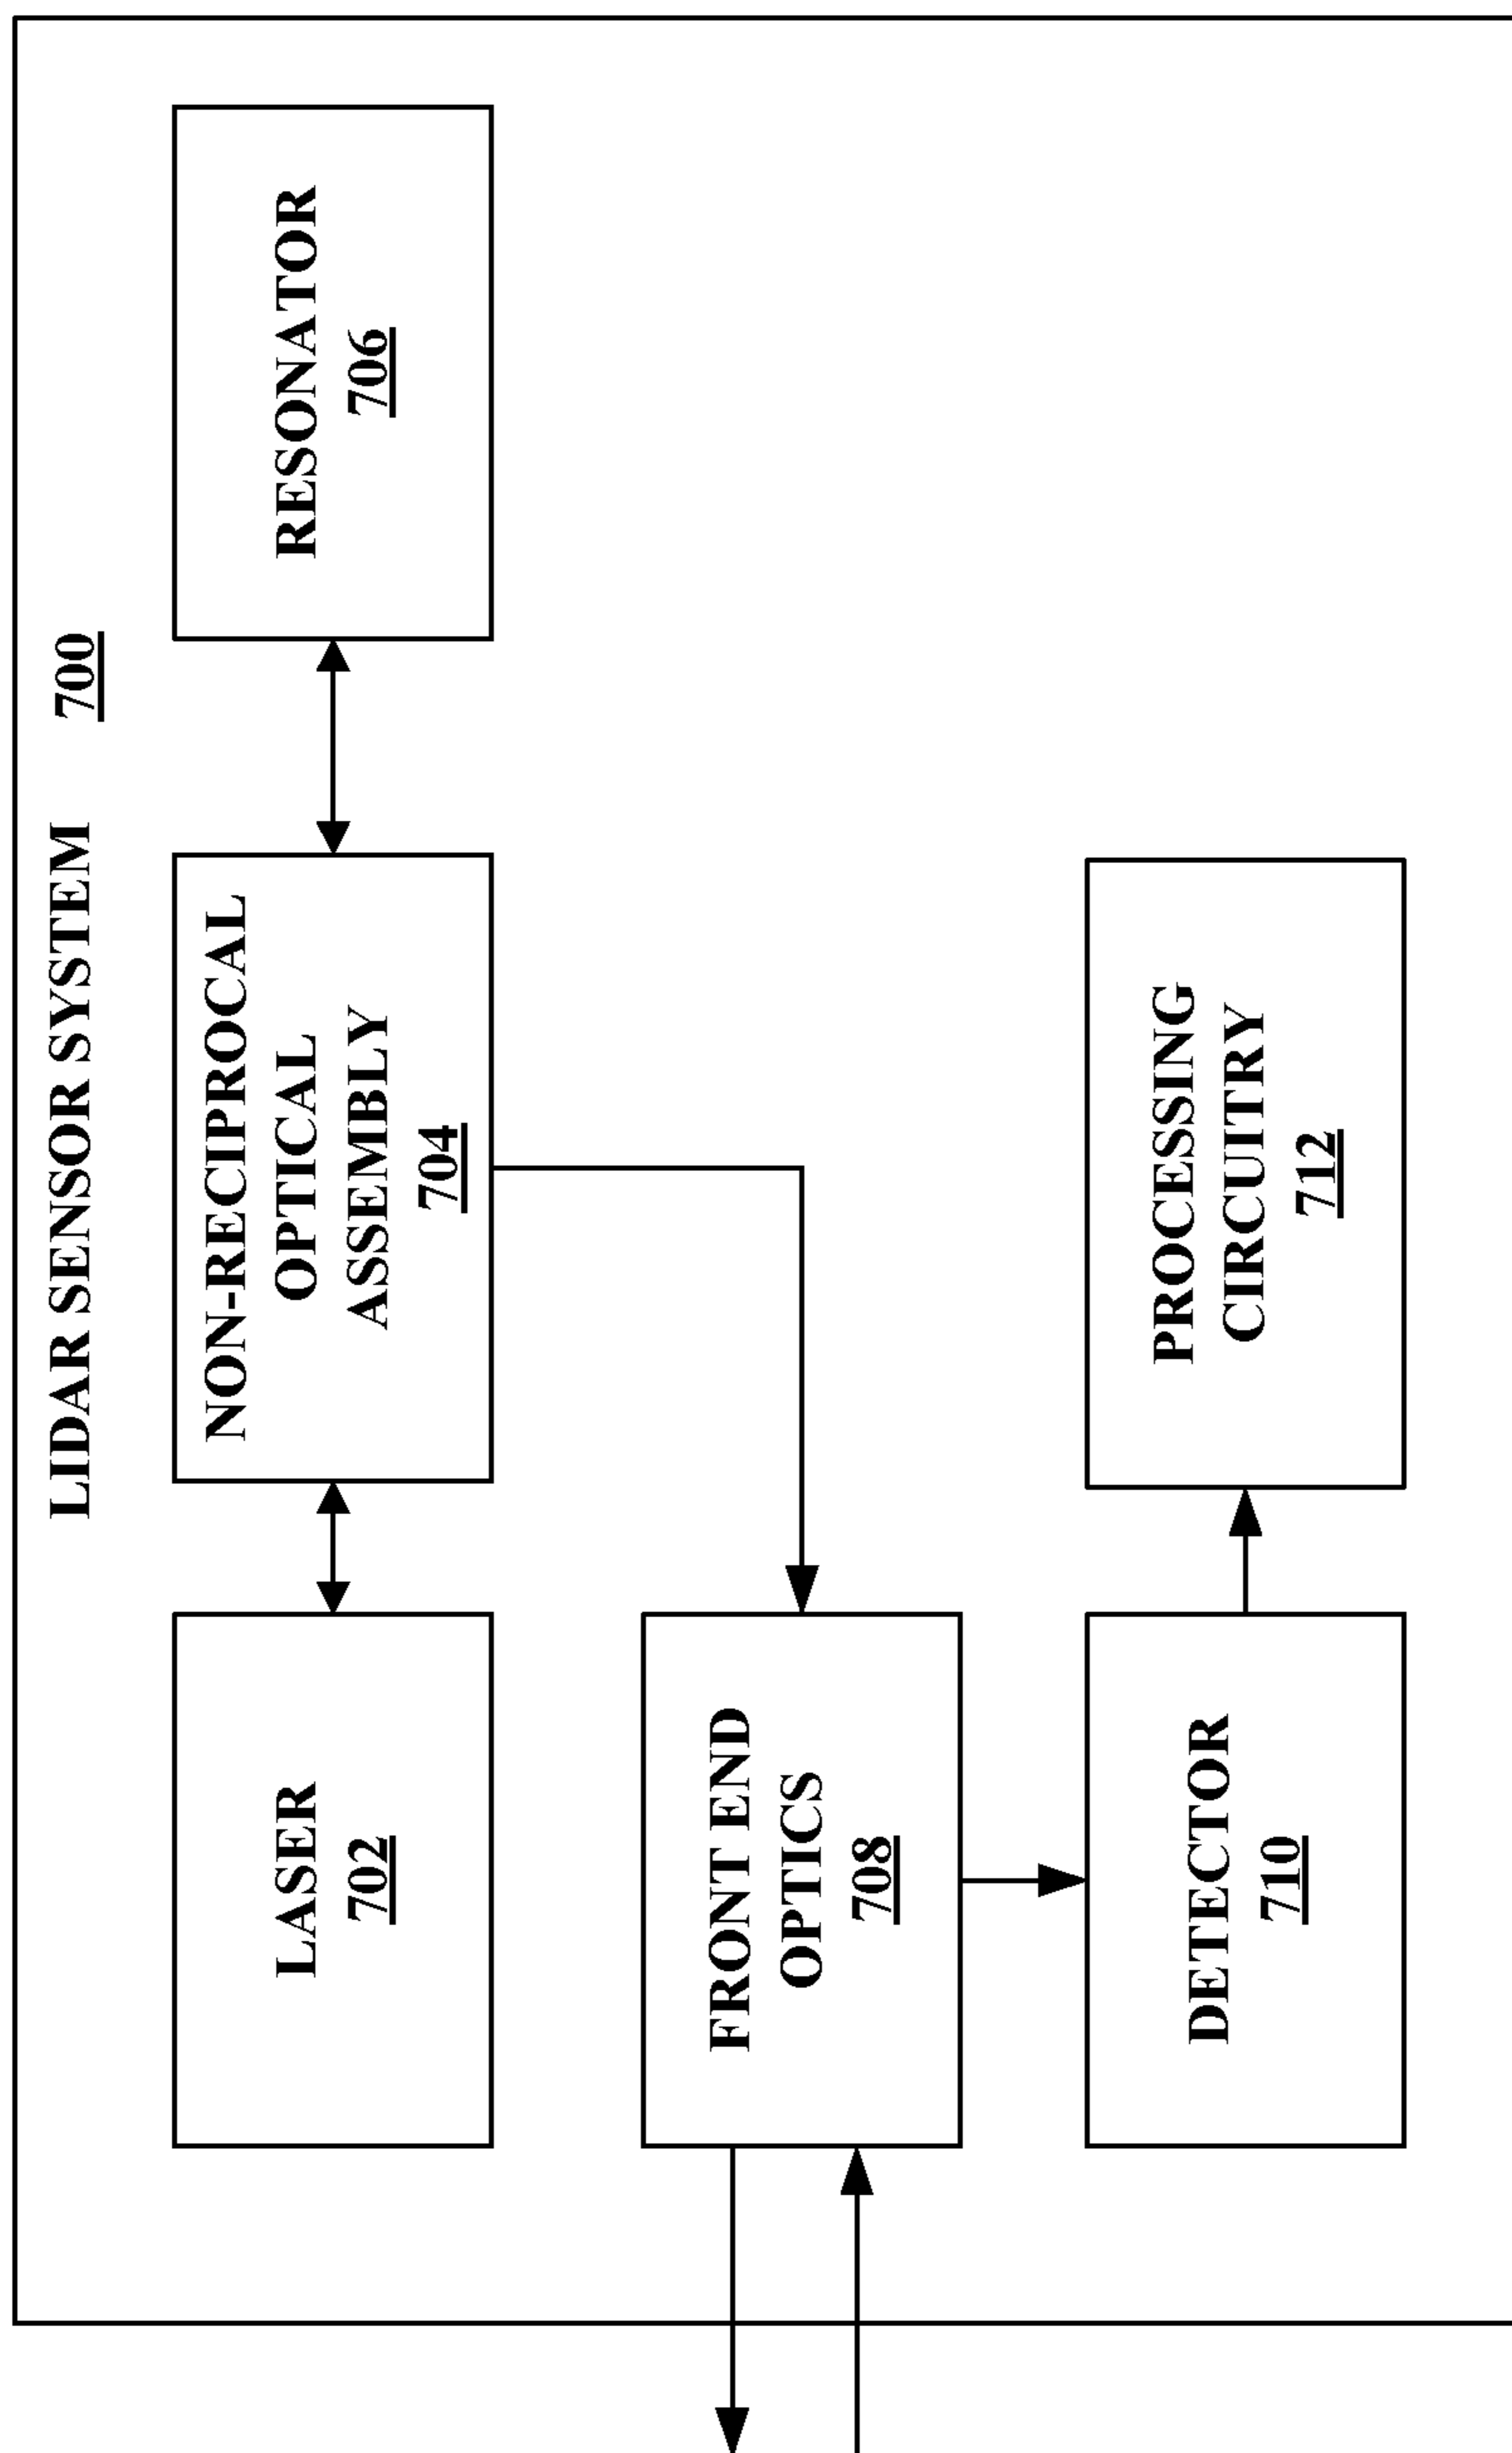 LIDAR SENSOR SYSTEM 700
LASER
702
NON-RECIPROCAL
OPTICAL
ASSEMBLY
704
RESONATOR
706
FRONT END
OPTICS
708
DETECTOR
710
PROCESSING
CIRCUITRY
712